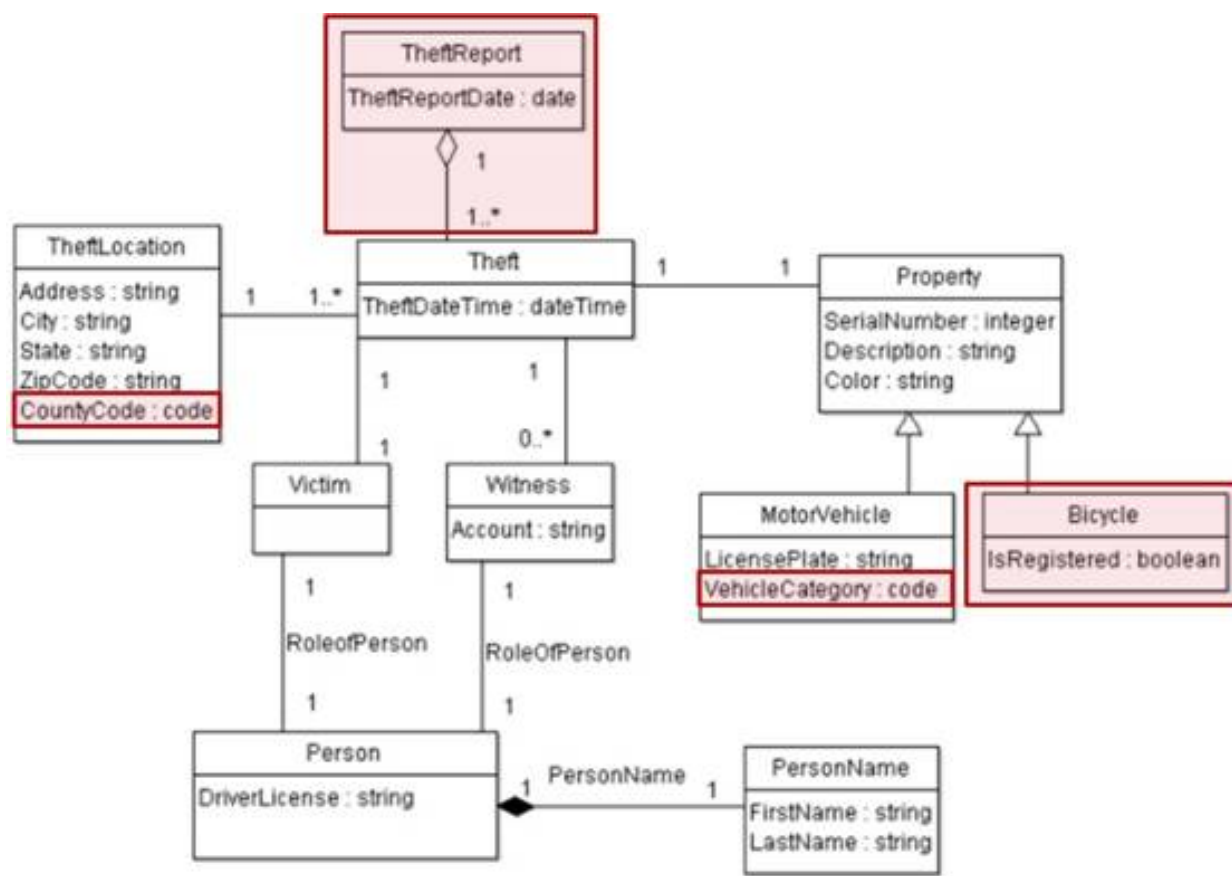 TheftReport
TheftReportDate : date
1
1..*
TheftLocation
Address : string
City : string
State : string
ZipCode : string
CountyCode : code
1
1..*
Theft
TheftDateTime : dateTime
1
1
Property
SerialNumber : integer
Description : string
Color : string
1
1
1
0..*
Victim
Witness
Account : string
MotorVehicle
LicensePlate : string
VehicleCategory : code
Bicycle
IsRegistered : boolean
1
1
RoleofPerson
RoleOfPerson
1
1
Person
DriverLicense : string
PersonName
1
1
PersonName
FirstName : string
LastName : string